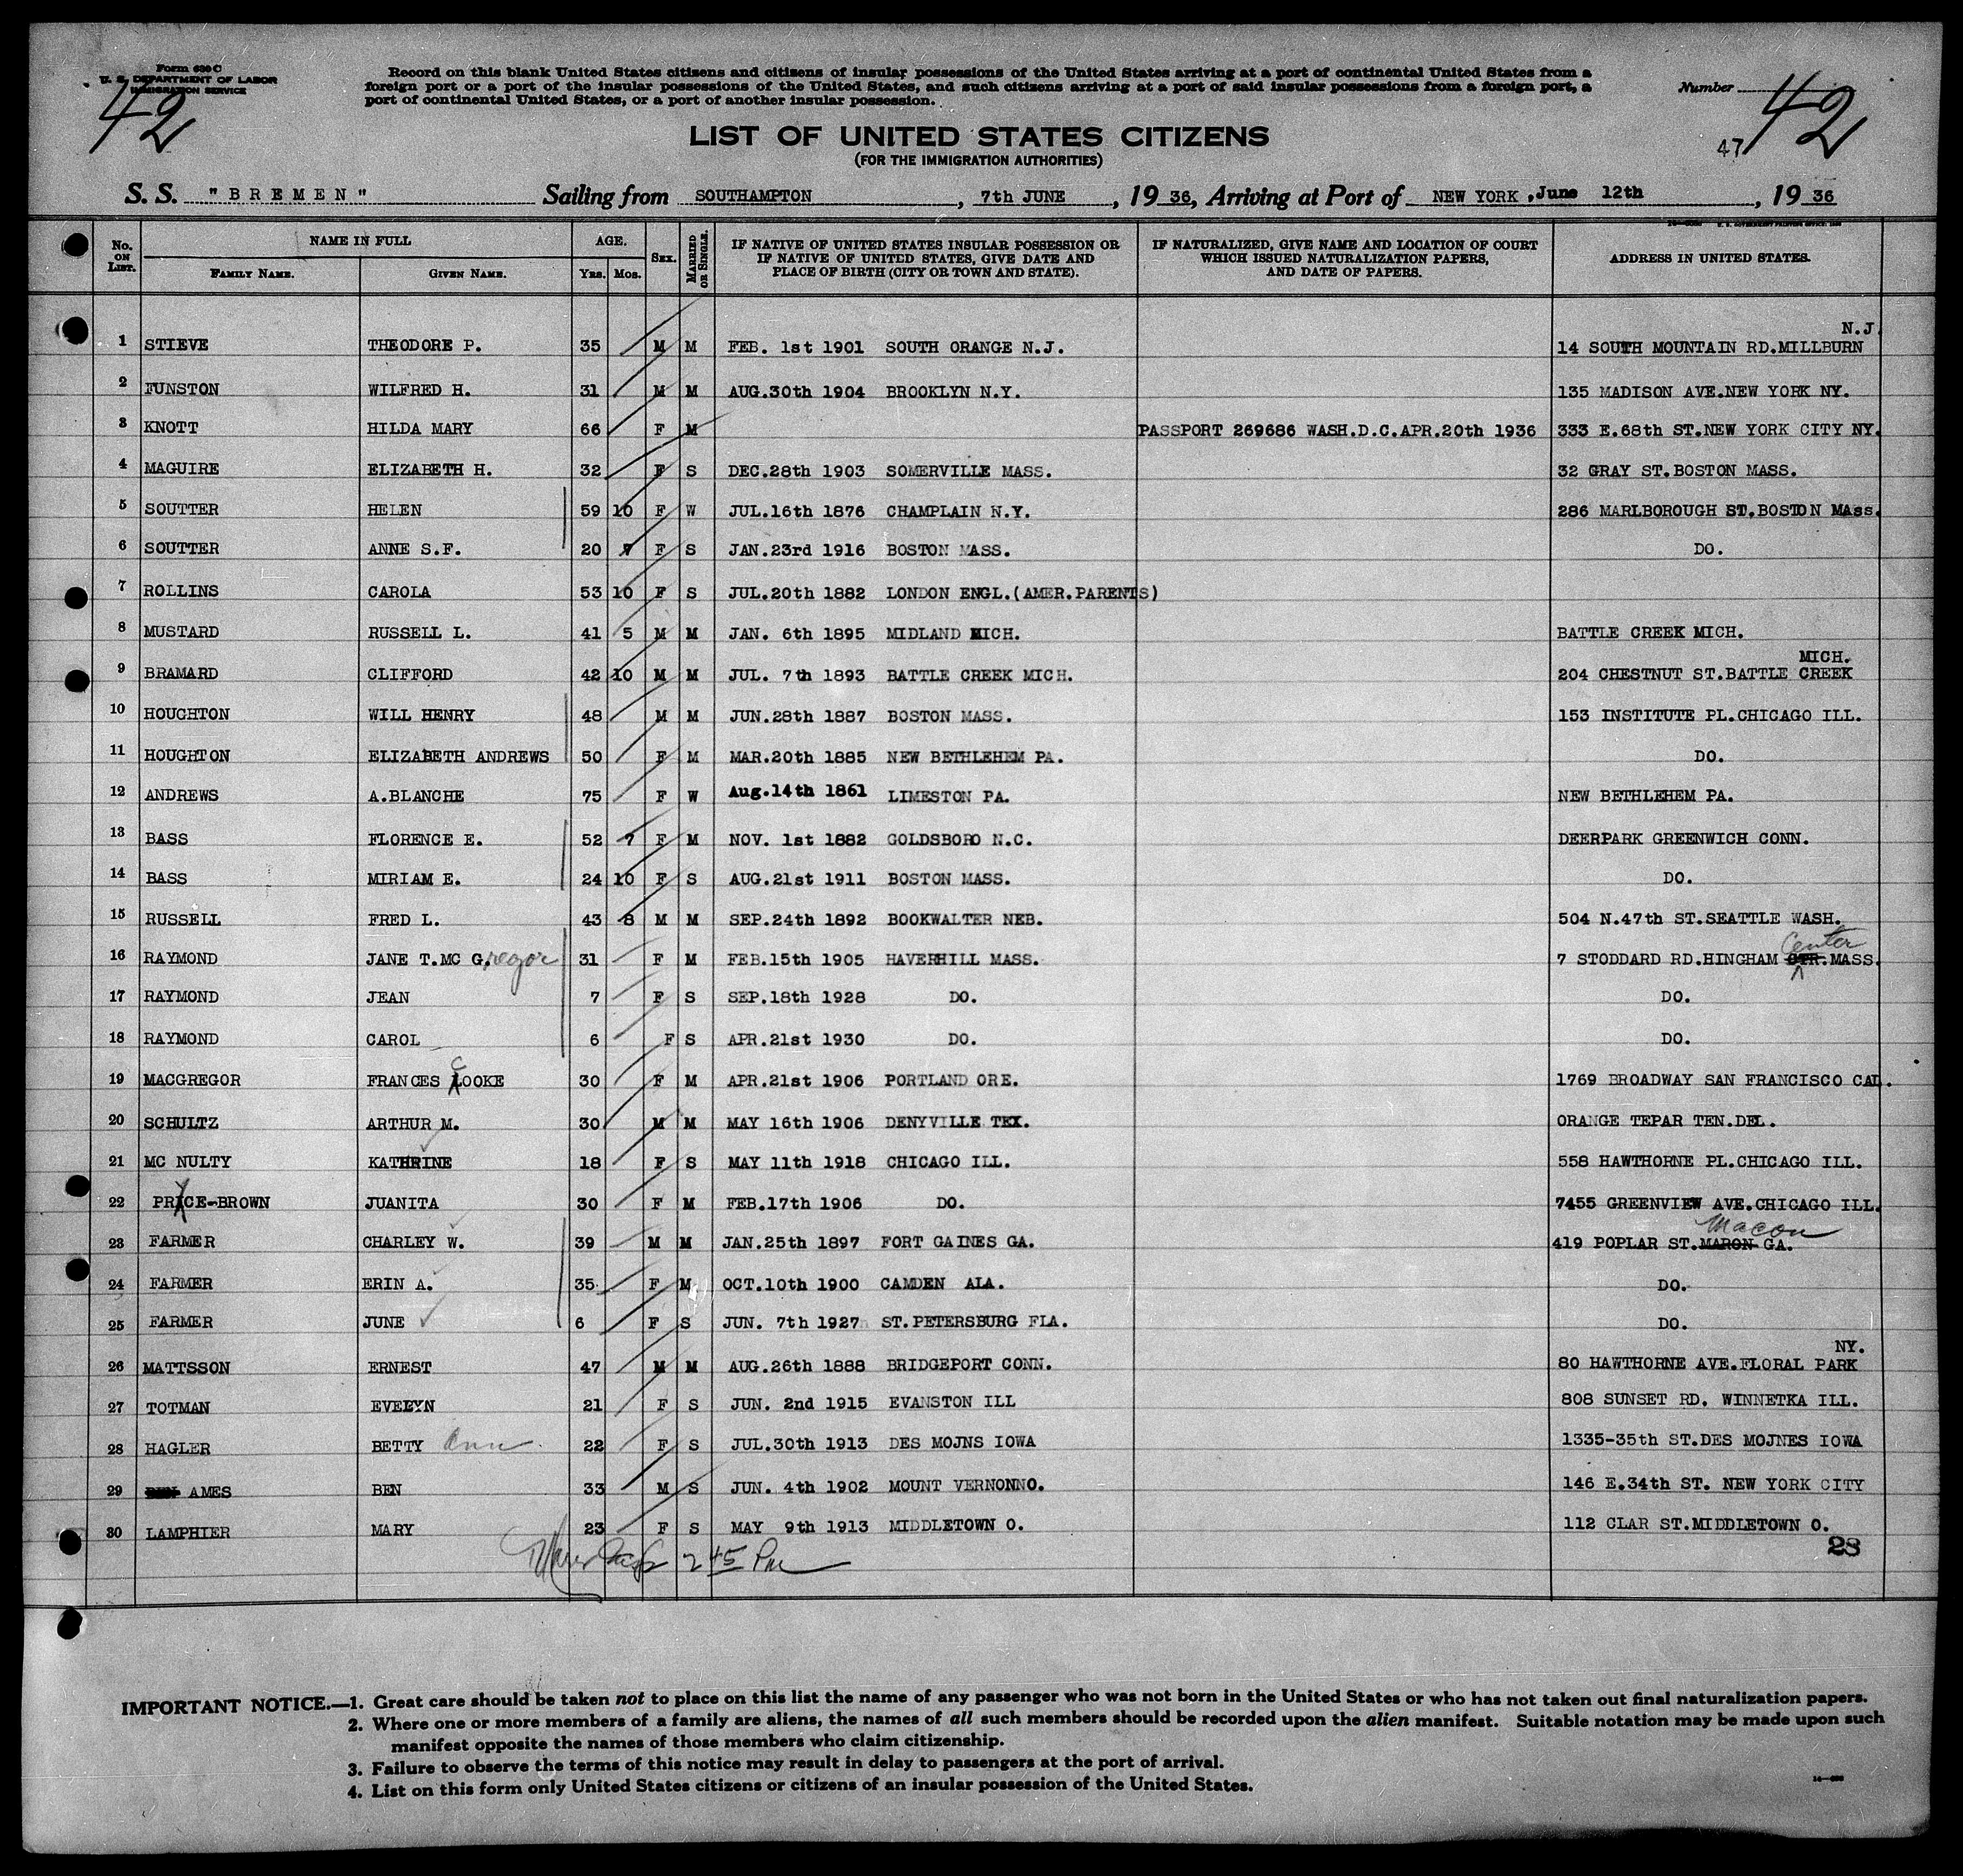 Form 630 C
U. S. DEPARTMENT OF LABOR
IMMIGRATION SERVICE
42
Record on this blank United States citizens and citizens of insular possessions of the United States arriving at a port of continental United States from a
foreign port or a port of the insular possessions of the United States, and such citizens arriving at a port of said insular possessions from a foreign port, a
port of continental United States, or a port of another insular possession.
Number 42
47
LIST OF UNITED STATES CITIZENS
(FOR THE IMMIGRATION AUTHORITIES)
S. S. "BREMEN" Sailing from SOUTHAMPTON, 7th JUNE, 19 36, Arriving at Port of NEW YORK, June 12th, 19 36
No. ON LIST. NAME IN FULL FAMILY NAME. GIVEN NAME. AGE. Yrs. Mos. SEX. MARRIED OR SINGLE. IF NATIVE OF UNITED STATES INSULAR POSSESSION OR IF NATIVE OF UNITED STATES, GIVE DATE AND PLACE OF BIRTH (CITY OR TOWN AND STATE). IF NATURALIZED, GIVE NAME AND LOCATION OF COURT WHICH ISSUED NATURALIZATION PAPERS, AND DATE OF PAPERS. ADDRESS IN UNITED STATES.
1 STIEVE THEODORE P. 35 M M FEB. 1st 1901 SOUTH ORANGE N.J. 14 SOUTH MOUNTAIN RD.MILLBURN N.J.
2 FUNSTON WILFRED H. 31 M M AUG.30th 1904 BROOKLYN N.Y. 135 MADISON AVE.NEW YORK NY.
3 KNOTT HILDA MARY 66 F M PASSPORT 269686 WASH.D.C.APR.20th 1936 333 E.68th ST.NEW YORK CITY NY.
4 MAGUIRE ELIZABETH H. 32 F S DEC.28th 1903 SOMERVILLE MASS. 32 GRAY ST.BOSTON MASS.
5 SOUTTER HELEN 59 10 F W JUL.16th 1876 CHAMPLAIN N.Y. 286 MARLBOROUGH ST.BOSTON MAss.
6 SOUTTER ANNE S.F. 20 7 F S JAN.23rd 1916 BOSTON MASS. DO.
7 ROLLINS CAROLA 53 10 F S JUL.20th 1882 LONDON ENGL.(AMER.PARENTS)
8 MUSTARD RUSSELL L. 41 5 M M JAN. 6th 1895 MIDLAND MICH. BATTLE CREEK MICH.
9 BRAMARD CLIFFORD 42 10 M M JUL. 7th 1893 BATTLE CREEK MICH. 204 CHESTNUT ST.BATTLE CREEK MICH.
10 HOUGHTON WILL HENRY 48 M M JUN.28th 1887 BOSTON MASS. 153 INSTITUTE PL.CHICAGO ILL.
11 HOUGHTON ELIZABETH ANDREWS 50 F M MAR.20th 1885 NEW BETHLEHEM PA. DO.
12 ANDREWS A.BLANCHE 75 F W Aug.14th 1861 LIMESTON PA. NEW BETHLEHEM PA.
13 BASS FLORENCE E. 52 7 F M NOV. 1st 1882 GOLDSBORO N.C. DEERPARK GREENWICH CONN.
14 BASS MIRIAM E. 24 10 F S AUG.21st 1911 BOSTON MASS. DO.
15 RUSSELL FRED L. 43 8 M M SEP.24th 1892 BOOKWALTER NEB. 504 N.47th ST.SEATTLE WASH.
16 RAYMOND JANE T.MC Gregor 31 F M FEB.15th 1905 HAVERHILL MASS. 7 STODDARD RD.HINGHAM CTR. Center MASS.
17 RAYMOND JEAN 7 F S SEP.18th 1928 DO. DO.
18 RAYMOND CAROL 6 F S APR.21st 1930 DO. DO.
19 MACGREGOR FRANCES COOKE 30 F M APR.21st 1906 PORTLAND ORE. 1769 BROADWAY SAN FRANCISCO CAL.
20 SCHULTZ ARTHUR M. 30 M M MAY 16th 1906 DENYVILLE TEX. ORANGE TEPAR TEN.DEL.
21 MC NULTY KATHRINE 18 F S MAY 11th 1918 CHICAGO ILL. 558 HAWTHORNE PL.CHICAGO ILL.
22 PRICE-BROWN JUANITA 30 F M FEB.17th 1906 DO. 7455 GREENVIEW AVE.CHICAGO ILL.
23 FARMER CHARLEY W. 39 M M JAN.25th 1897 FORT GAINES GA. 419 POPLAR ST.MARON Macon GA.
24 FARMER ERIN A. 35 F M OCT.10th 1900 CAMDEN ALA. DO.
25 FARMER JUNE 6 F S JUN. 7th 1927 ST.PETERSBURG FLA. DO.
26 MATTSSON ERNEST 47 M M AUG.26th 1888 BRIDGEPORT CONN. 80 HAWTHORNE AVE.FLORAL PARK NY.
27 TOTMAN EVELYN 21 F S JUN. 2nd 1915 EVANSTON ILL 808 SUNSET RD. WINNETKA ILL.
28 HAGLER BETTY Ann 22 F S JUL.30th 1913 DES MOJNS IOWA 1335-35th ST.DES MOJNES IOWA
29 AMES BEN 33 M S JUN. 4th 1902 MOUNT VERNONNO. 146 E.34th ST. NEW YORK CITY
30 LAMPHIER MARY 23 F S MAY 9th 1913 MIDDLETOWN O. 112 CLAR ST.MIDDLETOWN O.
2 45 Pm
28
IMPORTANT NOTICE.—1. Great care should be taken not to place on this list the name of any passenger who was not born in the United States or who has not taken out final naturalization papers.
2. Where one or more members of a family are aliens, the names of all such members should be recorded upon the alien manifest. Suitable notation may be made upon such
manifest opposite the names of those members who claim citizenship.
3. Failure to observe the terms of this notice may result in delay to passengers at the port of arrival.
4. List on this form only United States citizens or citizens of an insular possession of the United States.